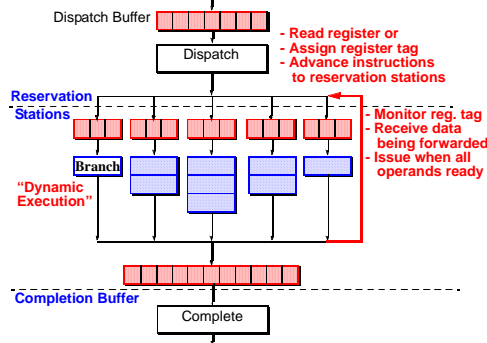 Dispatch Buffer
- Read register or
- Assign register tag
- Advance instructions
to reservation stations
Dispatch
Reservation
Stations
- Monitor reg. tag
- Receive data
being forwarded
- Issue when all
operands ready
Branch
“Dynamic
Execution”
Completion Buffer
Complete